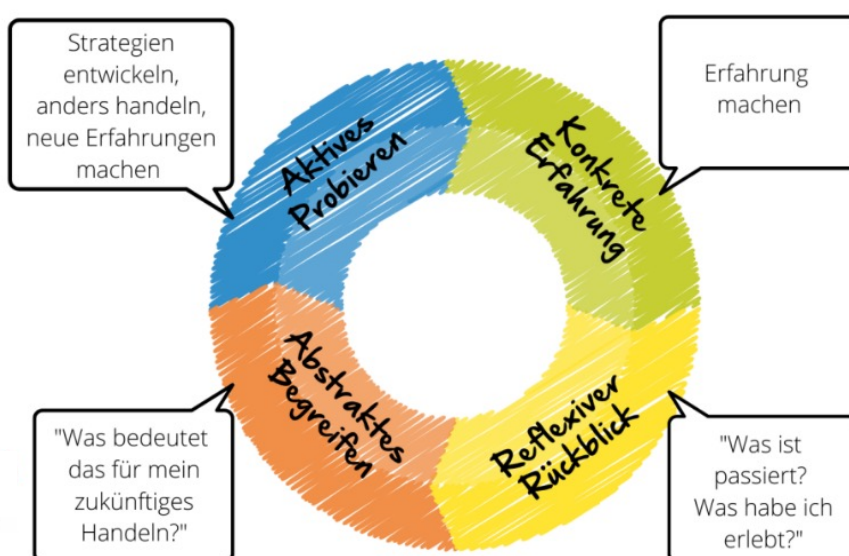 Strategien
entwickeln,
anders handeln,
neue Erfahrungen
machen
Erfahrung
machen
Aktives
Probieren
Konkrete
Erfahrung
Abstraktes
Begreifen
Reflexiver
Rückblick
"Was bedeutet
das für mein
zukünftiges
Handeln?"
"Was ist
passiert?
Was habe ich
erlebt?"